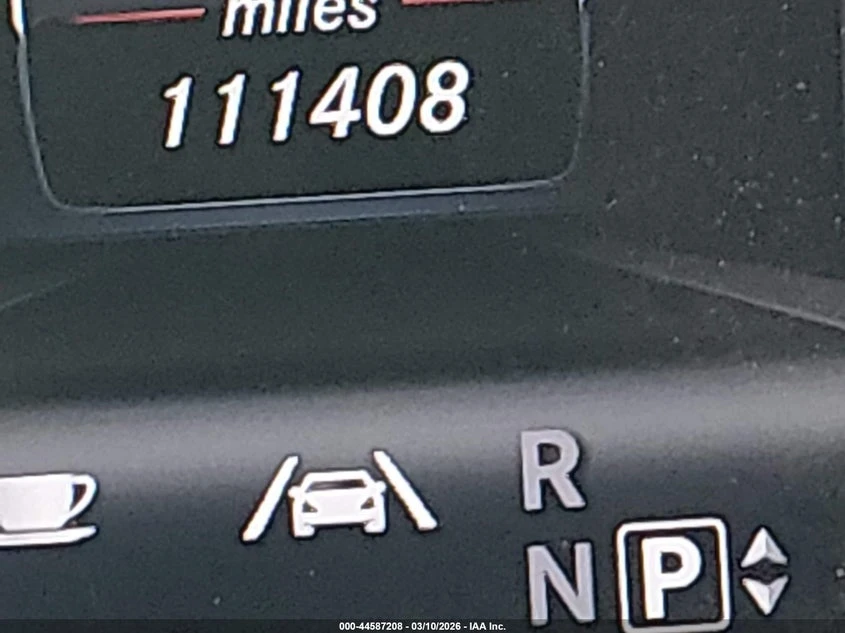 miles
111408
R
N P
000-44587208 - 03/10/2026 - IAA Inc.